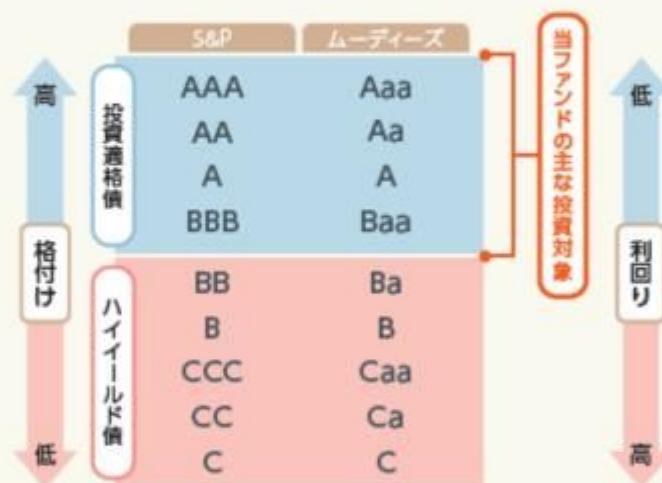 S&P ムーディーズ
高
格付け
低
投資適格債
AAA Aaa
AA Aa
A A
BBB Baa
ハイイールド債
BB Ba
B B
CCC Caa
CC Ca
C C
当ファンドの主な投資対象
低
利回り
高